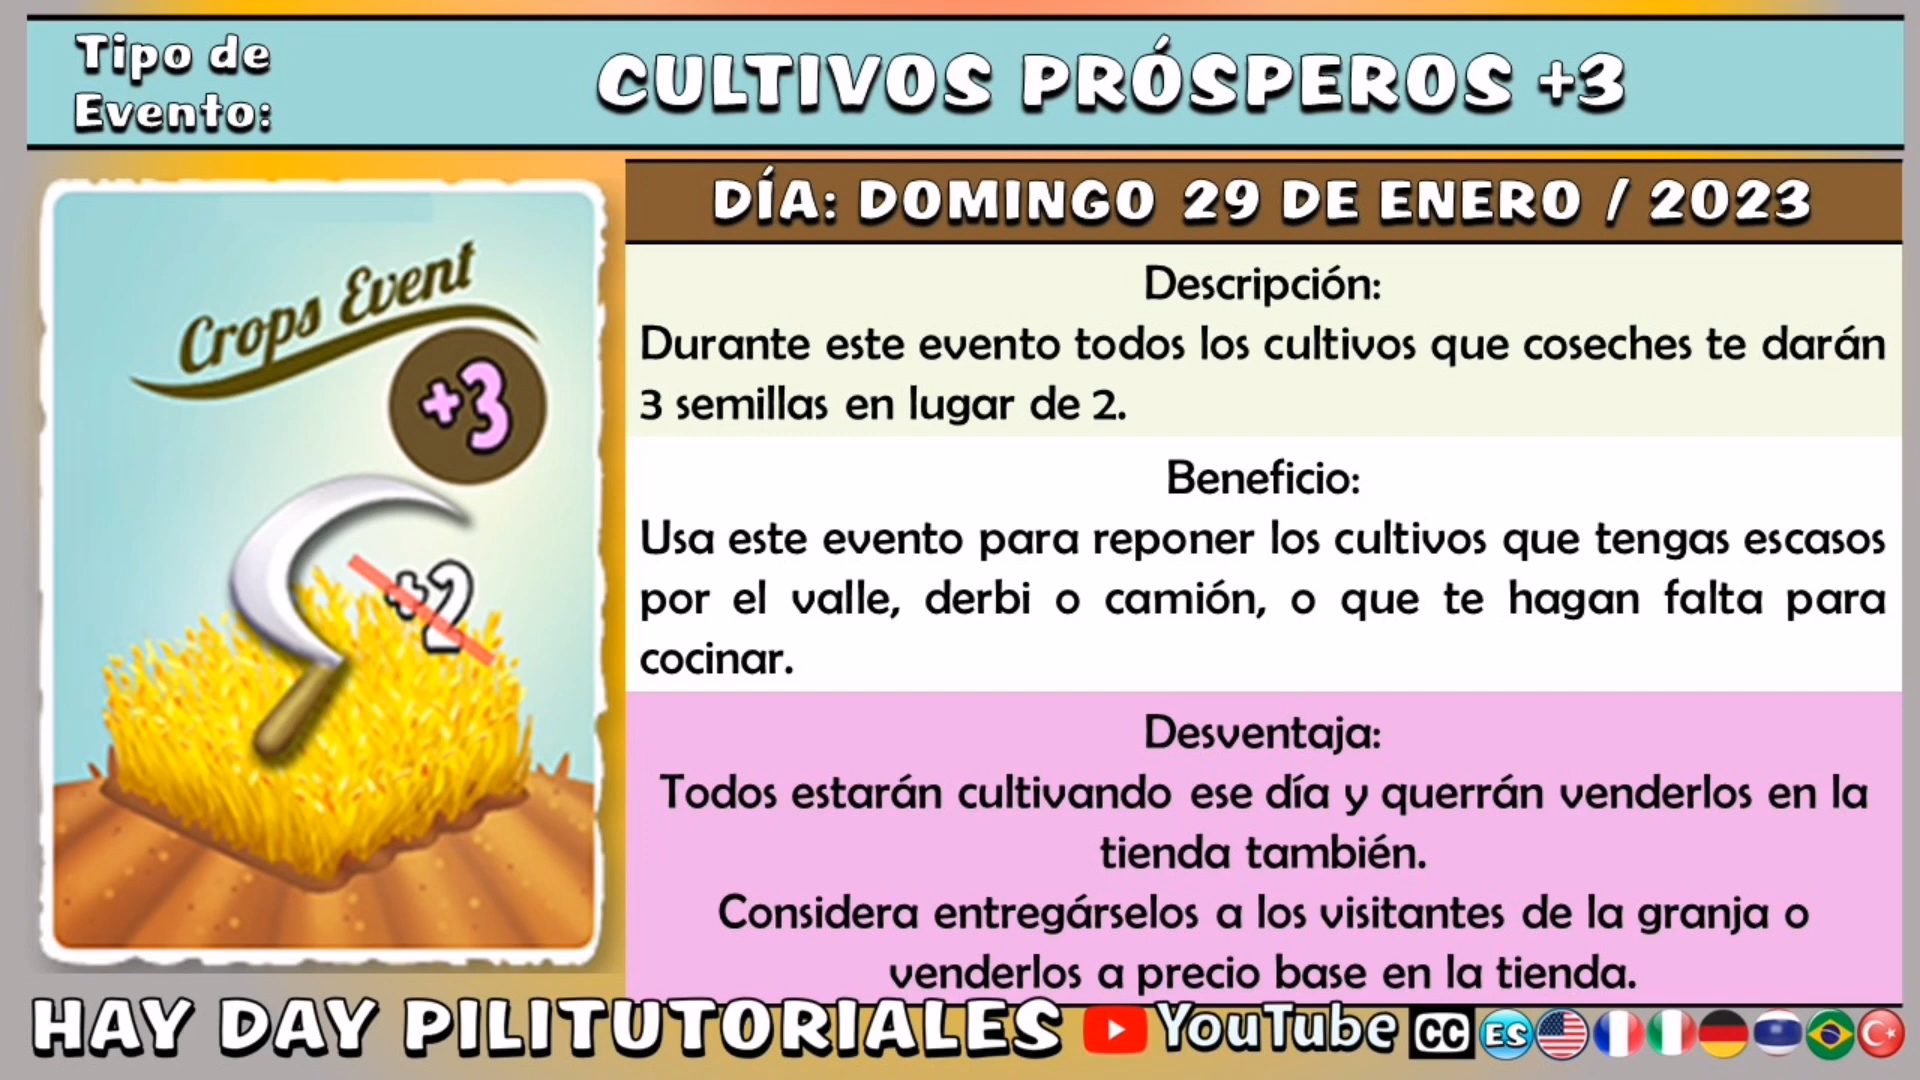 Tipo de
Evento:
CULTIVOS PRÓSPEROS +3
Crops Event
+3
+2
DÍA: DOMINGO 29 DE ENERO / 2023
Descripción:
Durante este evento todos los cultivos que coseches te darán
3 semillas en lugar de 2.
Beneficio:
Usa este evento para reponer los cultivos que tengas escasos
por el valle, derbi o camión, o que te hagan falta para
cocinar.
Desventaja:
Todos estarán cultivando ese día y querrán venderlos en la
tienda también.
Considera entregárselos a los visitantes de la granja o
venderlos a precio base en la tienda.
HAY DAY PILITUTORIALES YouTube CC ES